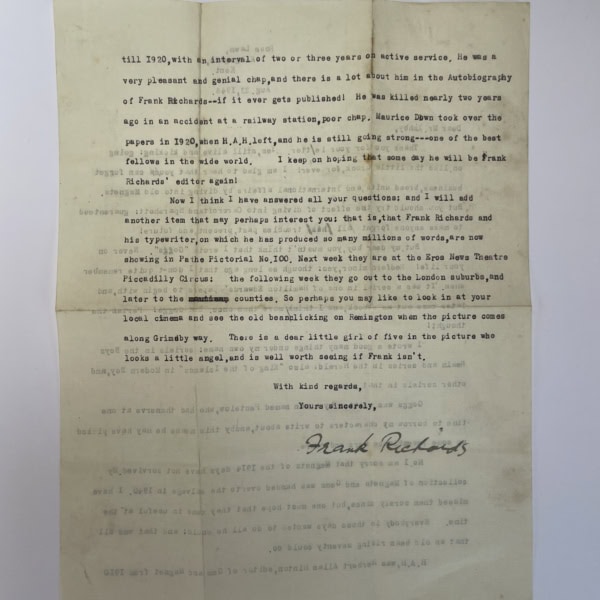 till I920,with an interval of two or three years on active service. He was a
very pleasant and genial chap,and there is a lot about him in the Autobiography
of Frank Richards--if it ever gets published! He was killed nearly two years
ago in an accident at a railway station,poor chap. Maurice Down took over the
papers in I920,when H.A.H.left,and he is still going strong---one of the best
fellows in the wide world. I keep on hoping that some day he will be Frank
Richards' editor again!
Now I think I have answered all your questions: and I will add
another item that may perhaps interest you: that is,that Frank Richards and
his typewriter,on which he has produced so many millions of words,are now
showing in Pathe Pictorial No.I00. Next week they are at the Eros News Theatre
Piccadilly Circus: the following week they go out to the London suburbs,and
later to the counties. So perhaps you may like to look in at your
local cinema and see the old bean clicking on Remington when the picture comes
along Grimsby way. There is a dear little girl of five in the picture who
looks a little angel,and is well worth seeing if Frank isn't.
With kind regards,
Yours sincerely,
Frank Richards